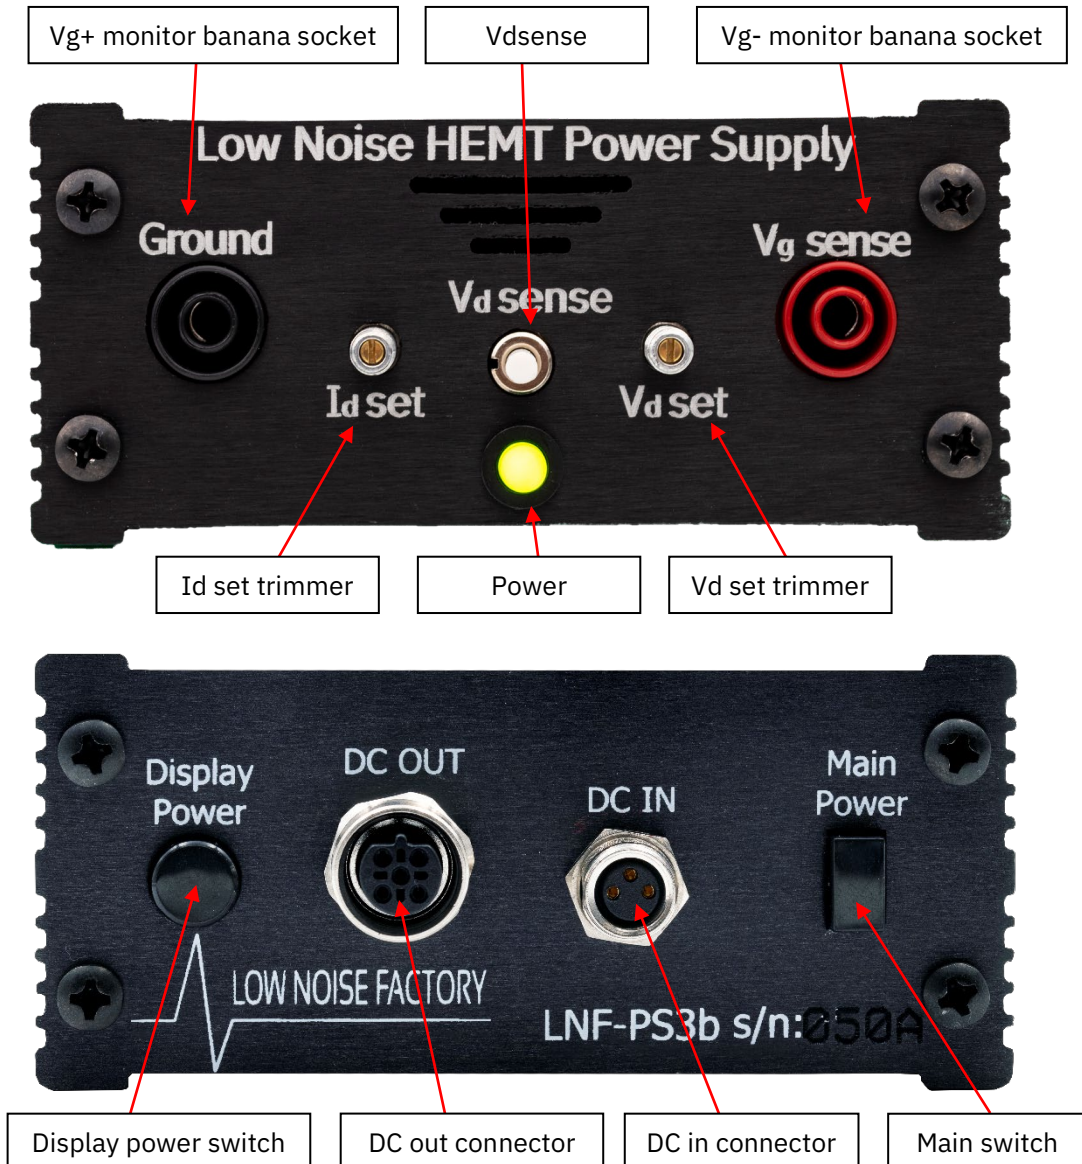 Vg+ monitor banana socket
Vdsense
Vg- monitor banana socket
Low Noise HEMT Power Supply
Ground
Vg sense
Vd sense
Id set
Vd set
Id set trimmer
Power
Vd set trimmer
Display
Power
DC OUT
DC IN
Main
Power
LOW NOISE FACTORY
LNF-PS3b s/n:050A
Display power switch
DC out connector
DC in connector
Main switch